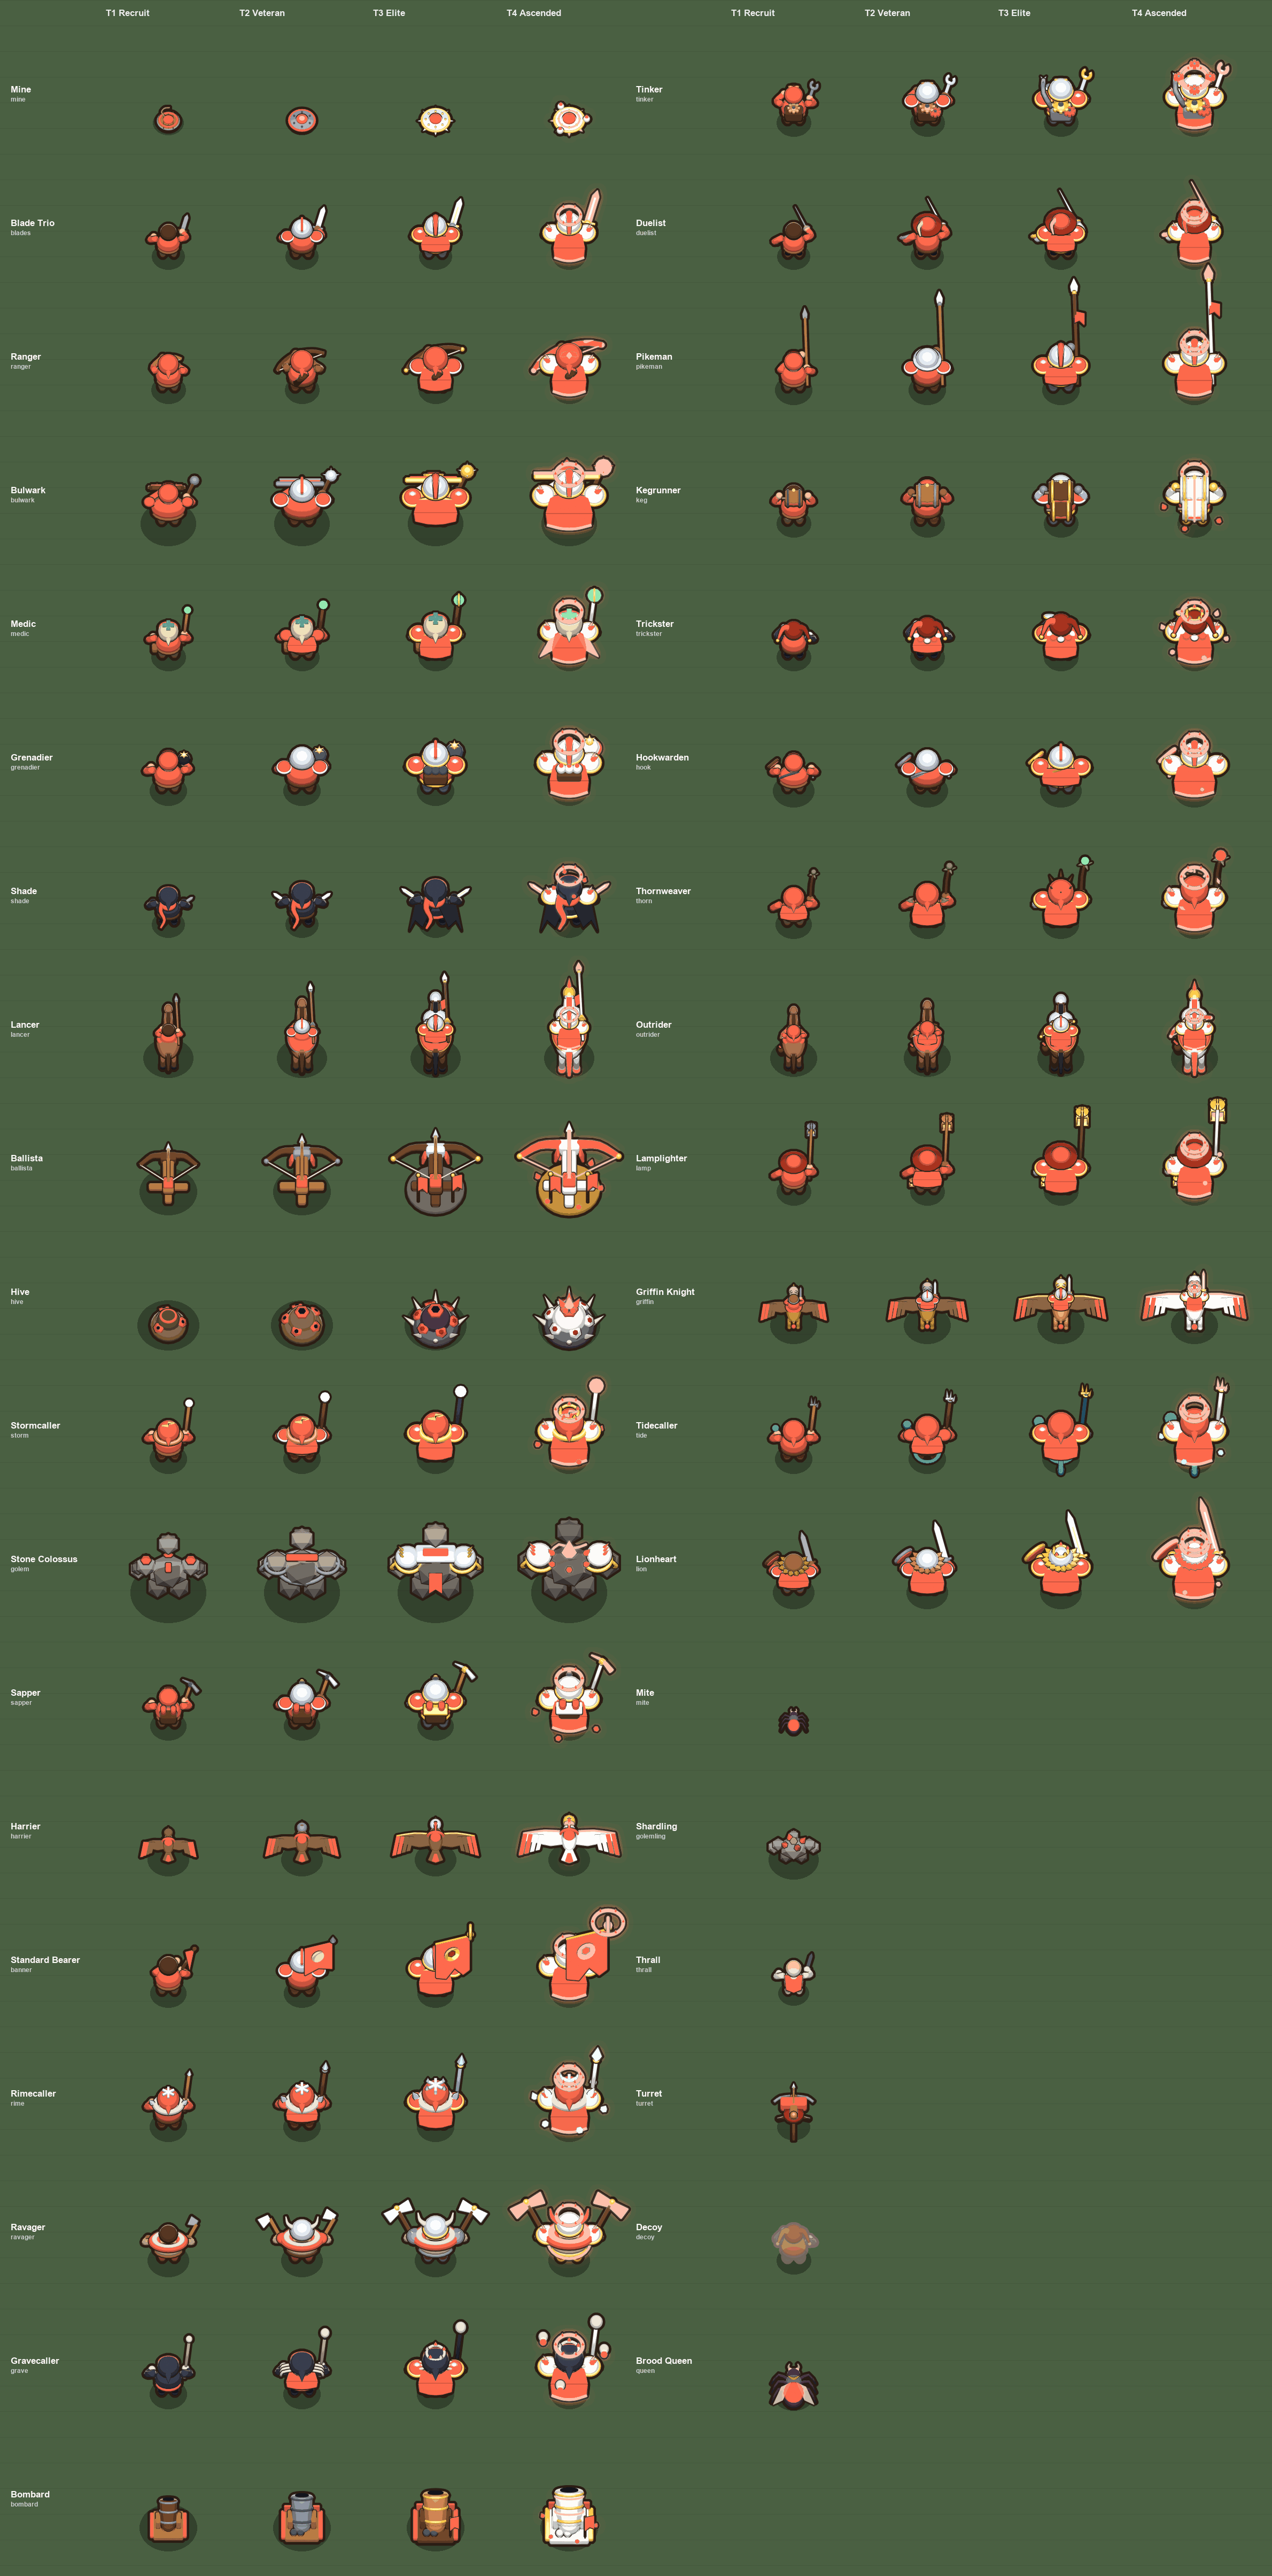 T1 Recruit T2 Veteran T3 Elite T4 Ascended T1 Recruit T2 Veteran T3 Elite T4 Ascended
Mine
mine
Tinker
tinker
Blade Trio
blades
Duelist
duelist
Ranger
ranger
Pikeman
pikeman
Bulwark
bulwark
Kegrunner
keg
Medic
medic
Trickster
trickster
Grenadier
grenadier
Hookwarden
hook
Shade
shade
Thornweaver
thorn
Lancer
lancer
Outrider
outrider
Ballista
ballista
Lamplighter
lamp
Hive
hive
Griffin Knight
griffin
Stormcaller
storm
Tidecaller
tide
Stone Colossus
golem
Lionheart
lion
Sapper
sapper
Mite
mite
Harrier
harrier
Shardling
golemling
Standard Bearer
banner
Thrall
thrall
Rimecaller
rime
Turret
turret
Ravager
ravager
Decoy
decoy
Gravecaller
grave
Brood Queen
queen
Bombard
bombard